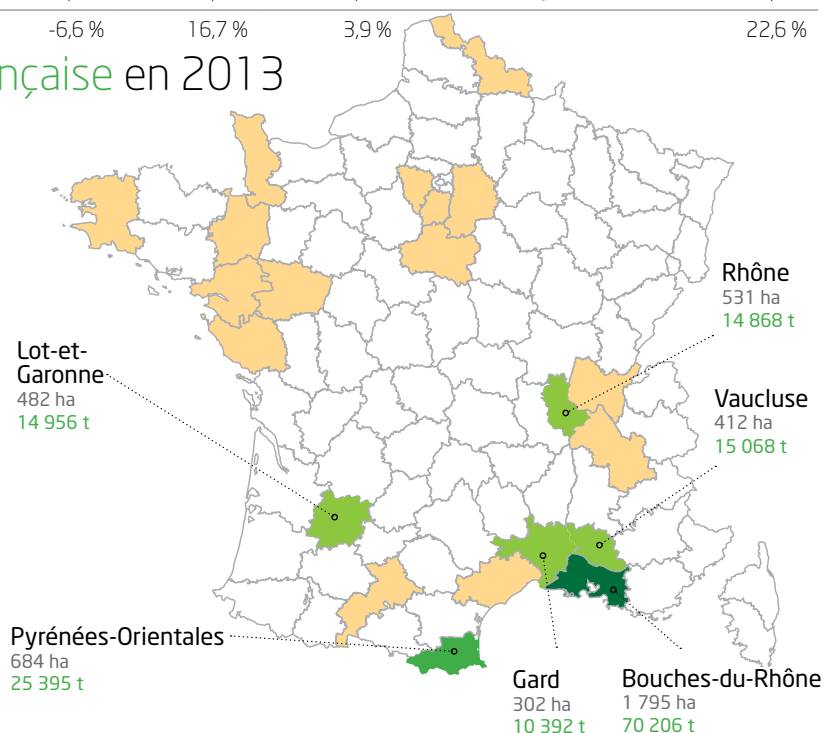 -6,6 % 16,7 % 3,9 % 22,6 %
nçaise en 2013
Rhône
531 ha
14 868 t
Lot-et-
Garonne
482 ha
14 956 t
Vaucluse
412 ha
15 068 t
Pyrénées-Orientales
684 ha
25 395 t
Gard
302 ha
10 392 t
Bouches-du-Rhône
1 795 ha
70 206 t